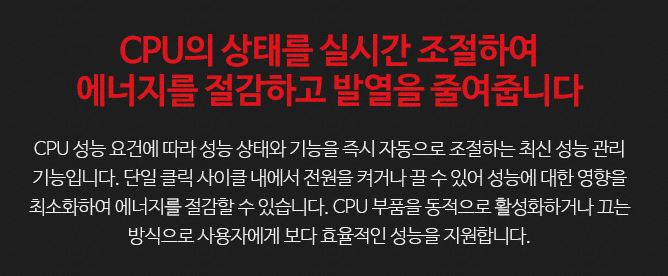 CPU의 상태를 실시간 조절하여
에너지를 절감하고 발열을 줄여줍니다
CPU 성능 요건에 따라 성능 상태와 기능을 즉시 자동으로 조절하는 최신 성능 관리
기능입니다. 단일 클릭 사이클 내에서 전원을 켜거나 끌 수 있어 성능에 대한 영향을
최소화하여 에너지를 절감할 수 있습니다. CPU 부품을 동적으로 활성화하거나 끄는
방식으로 사용자에게 보다 효율적인 성능을 지원합니다.